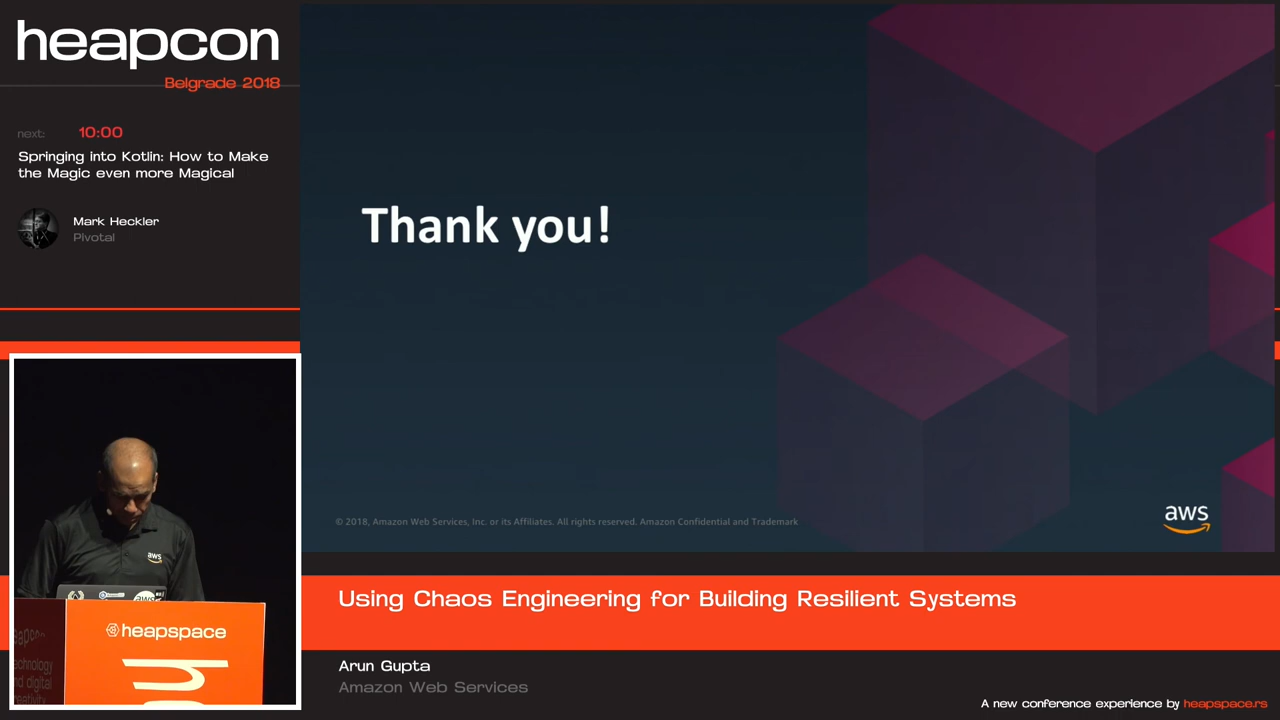 heapcon
Belgrade 2018
next: 10:00
Springing into Kotlin: How to Make
the Magic even more Magical
Mark Heckler
Pivotal
Thank you!
© 2018, Amazon Web Services, Inc. or its Affiliates. All rights reserved. Amazon Confidential and Trademark
aws
aws
aws
heapspace
Using Chaos Engineering for Building Resilient Systems
Arun Gupta
Amazon Web Services
A new conference experience by heapspace.rs